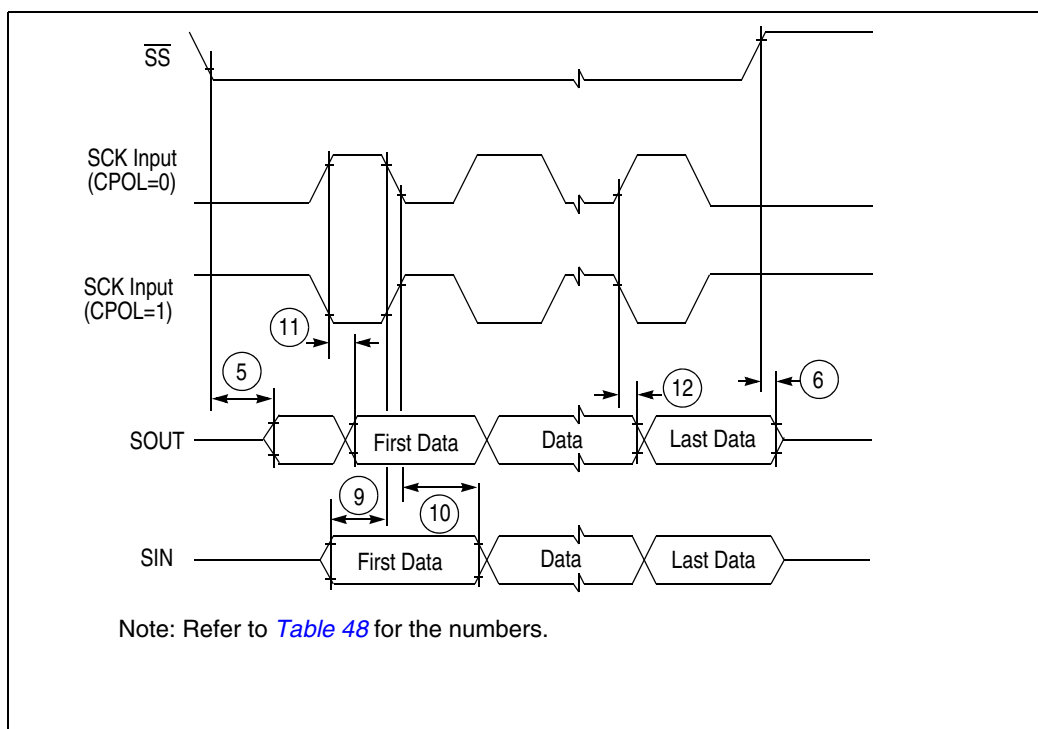 SS
SCK Input
(CPOL=0)
SCK Input
(CPOL=1)
11
5
12
6
SOUT
First Data
Data
Last Data
9
10
SIN
First Data
Data
Last Data
Note: Refer to Table 48 for the numbers.